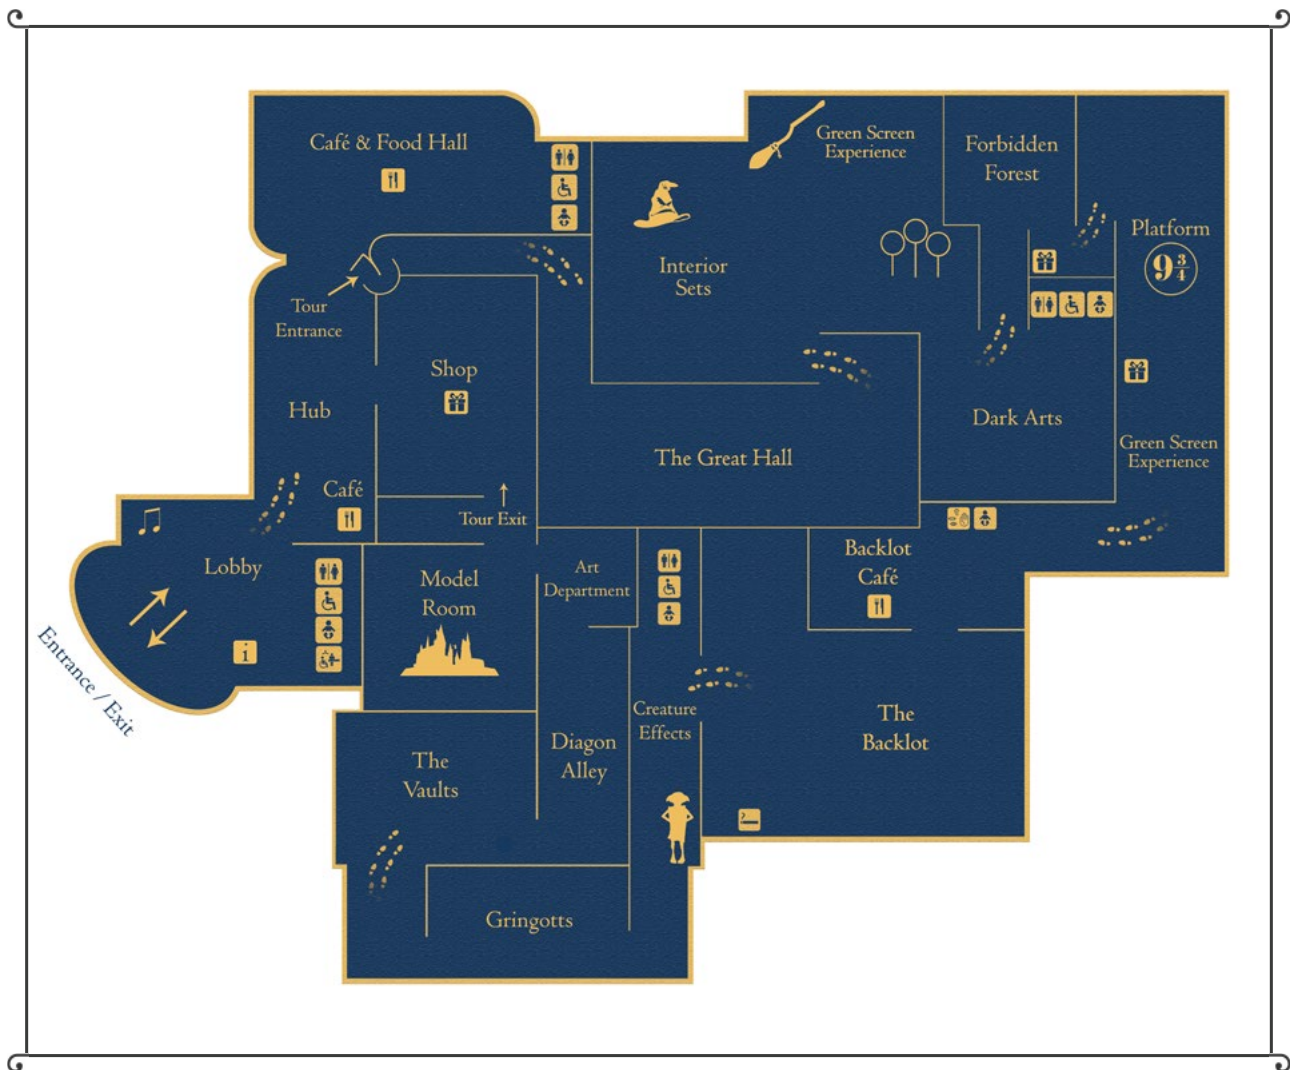 Café & Food Hall
Green Screen
Experience
Forbidden
Forest
Platform
9 3/4
Interior
Sets
Tour
Entrance
Shop
Hub
Dark Arts
The Great Hall
Green Screen
Experience
Café
Tour Exit
Lobby
Model
Room
Art
Department
Backlot
Café
i
Entrance / Exit
Creature
Effects
The
Backlot
Diagon
Alley
The
Vaults
Gringotts